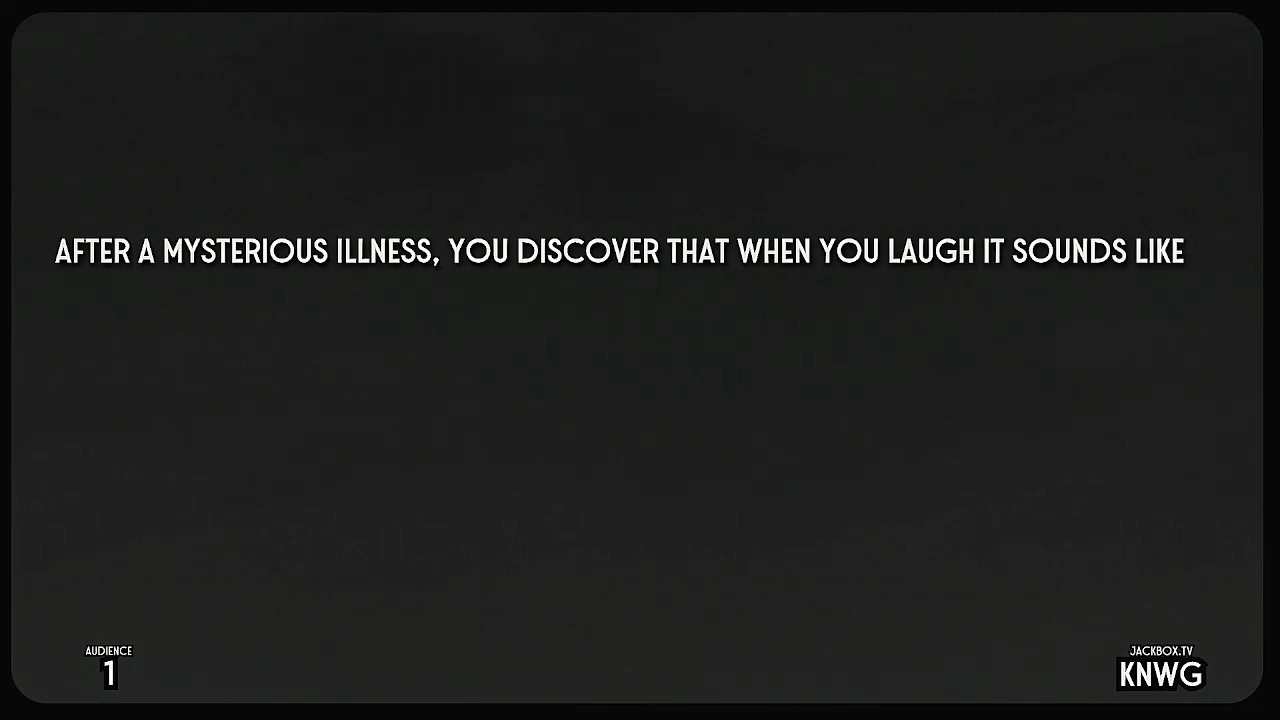 AFTER A MYSTERIOUS ILLNESS, YOU DISCOVER THAT WHEN YOU LAUGH IT SOUNDS LIKE
AUDIENCE
1
JACKBOX.TV
KNWG